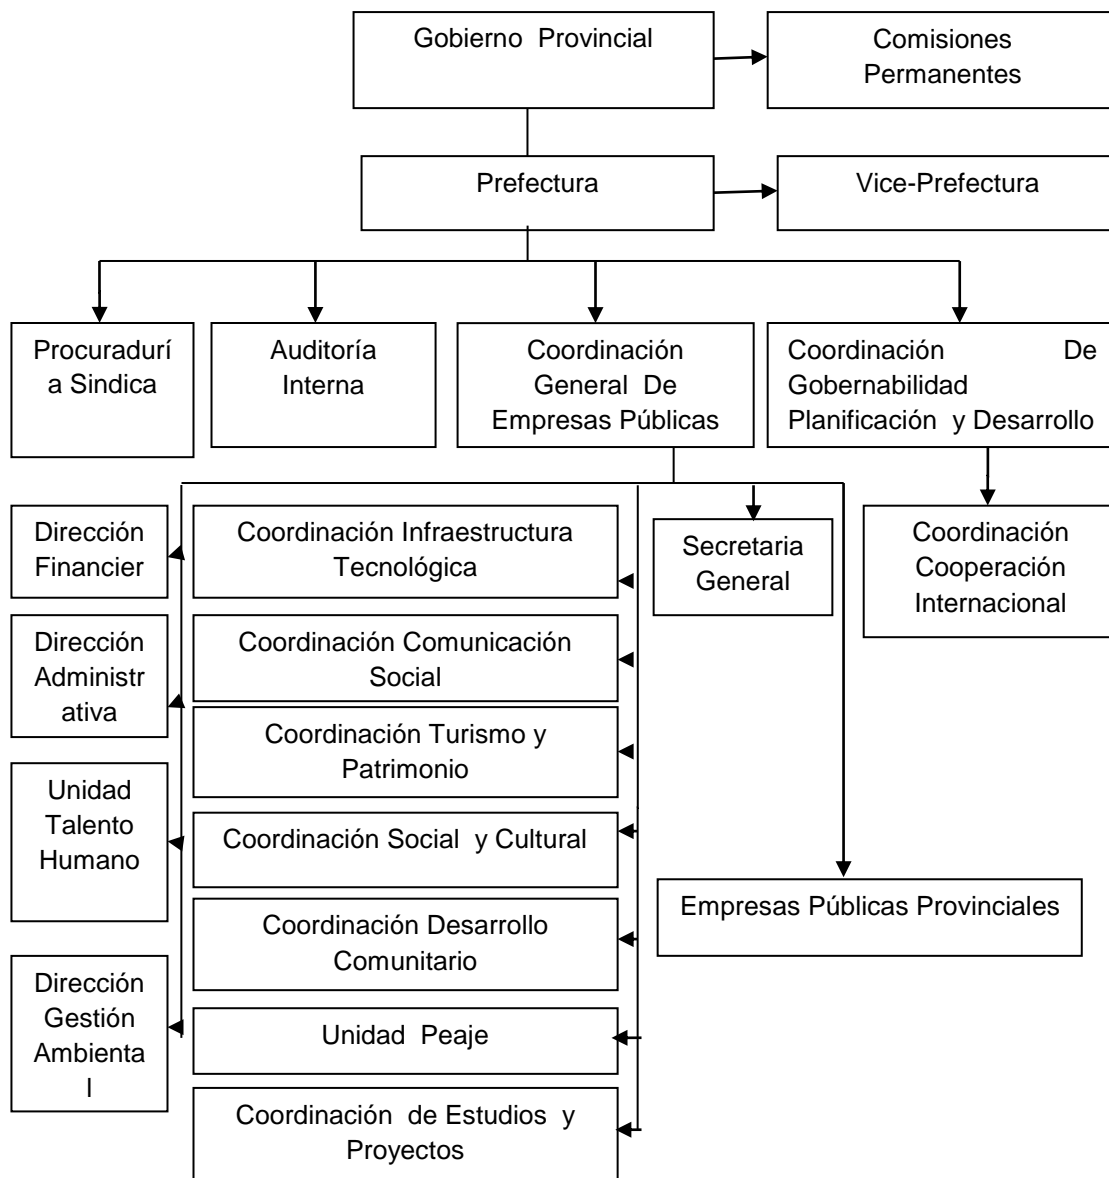 Gobierno Provincial
Comisiones
Permanentes
Prefectura
Vice-Prefectura
Procuradurí
a Sindica
Auditoría
Interna
Coordinación
General De
Empresas Públicas
Coordinación De
Gobernabilidad
Planificación y Desarrollo
Dirección
Financier
Coordinación Infraestructura
Tecnológica
Secretaria
General
Coordinación
Cooperación
Internacional
Dirección
Administr
ativa
Coordinación Comunicación
Social
Coordinación Turismo y
Patrimonio
Unidad
Talento
Humano
Coordinación Social y Cultural
Empresas Públicas Provinciales
Coordinación Desarrollo
Comunitario
Dirección
Gestión
Ambienta
l
Unidad Peaje
Coordinación de Estudios y
Proyectos